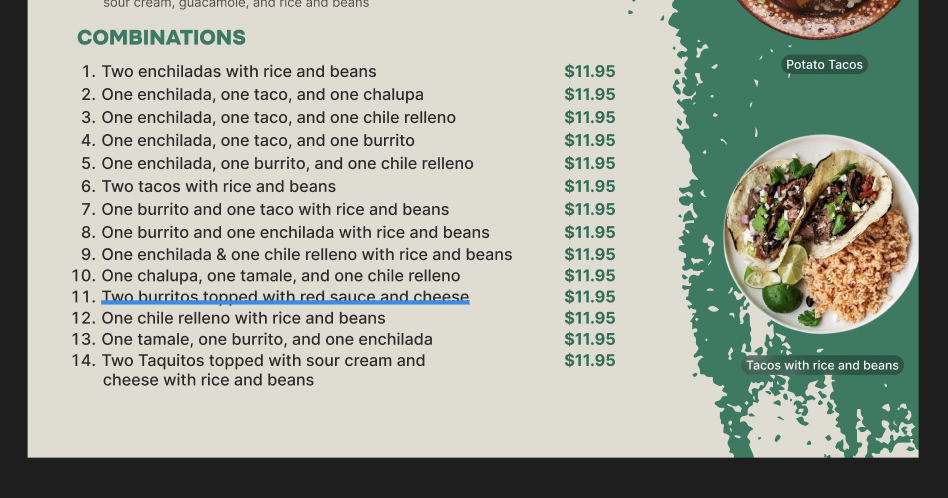 sour cream, guacamole, and rice and beans
COMBINATIONS
1. Two enchiladas with rice and beans $11.95
2. One enchilada, one taco, and one chalupa $11.95
3. One enchilada, one taco, and one chile relleno $11.95
4. One enchilada, one taco, and one burrito $11.95
5. One enchilada, one burrito, and one chile relleno $11.95
6. Two tacos with rice and beans $11.95
7. One burrito and one taco with rice and beans $11.95
8. One burrito and one enchilada with rice and beans $11.95
9. One enchilada & one chile relleno with rice and beans $11.95
10. One chalupa, one tamale, and one chile relleno $11.95
11. Two burritos topped with red sauce and cheese $11.95
12. One chile relleno with rice and beans $11.95
13. One tamale, one burrito, and one enchilada $11.95
14. Two Taquitos topped with sour cream and $11.95
cheese with rice and beans
Potato Tacos
Tacos with rice and beans